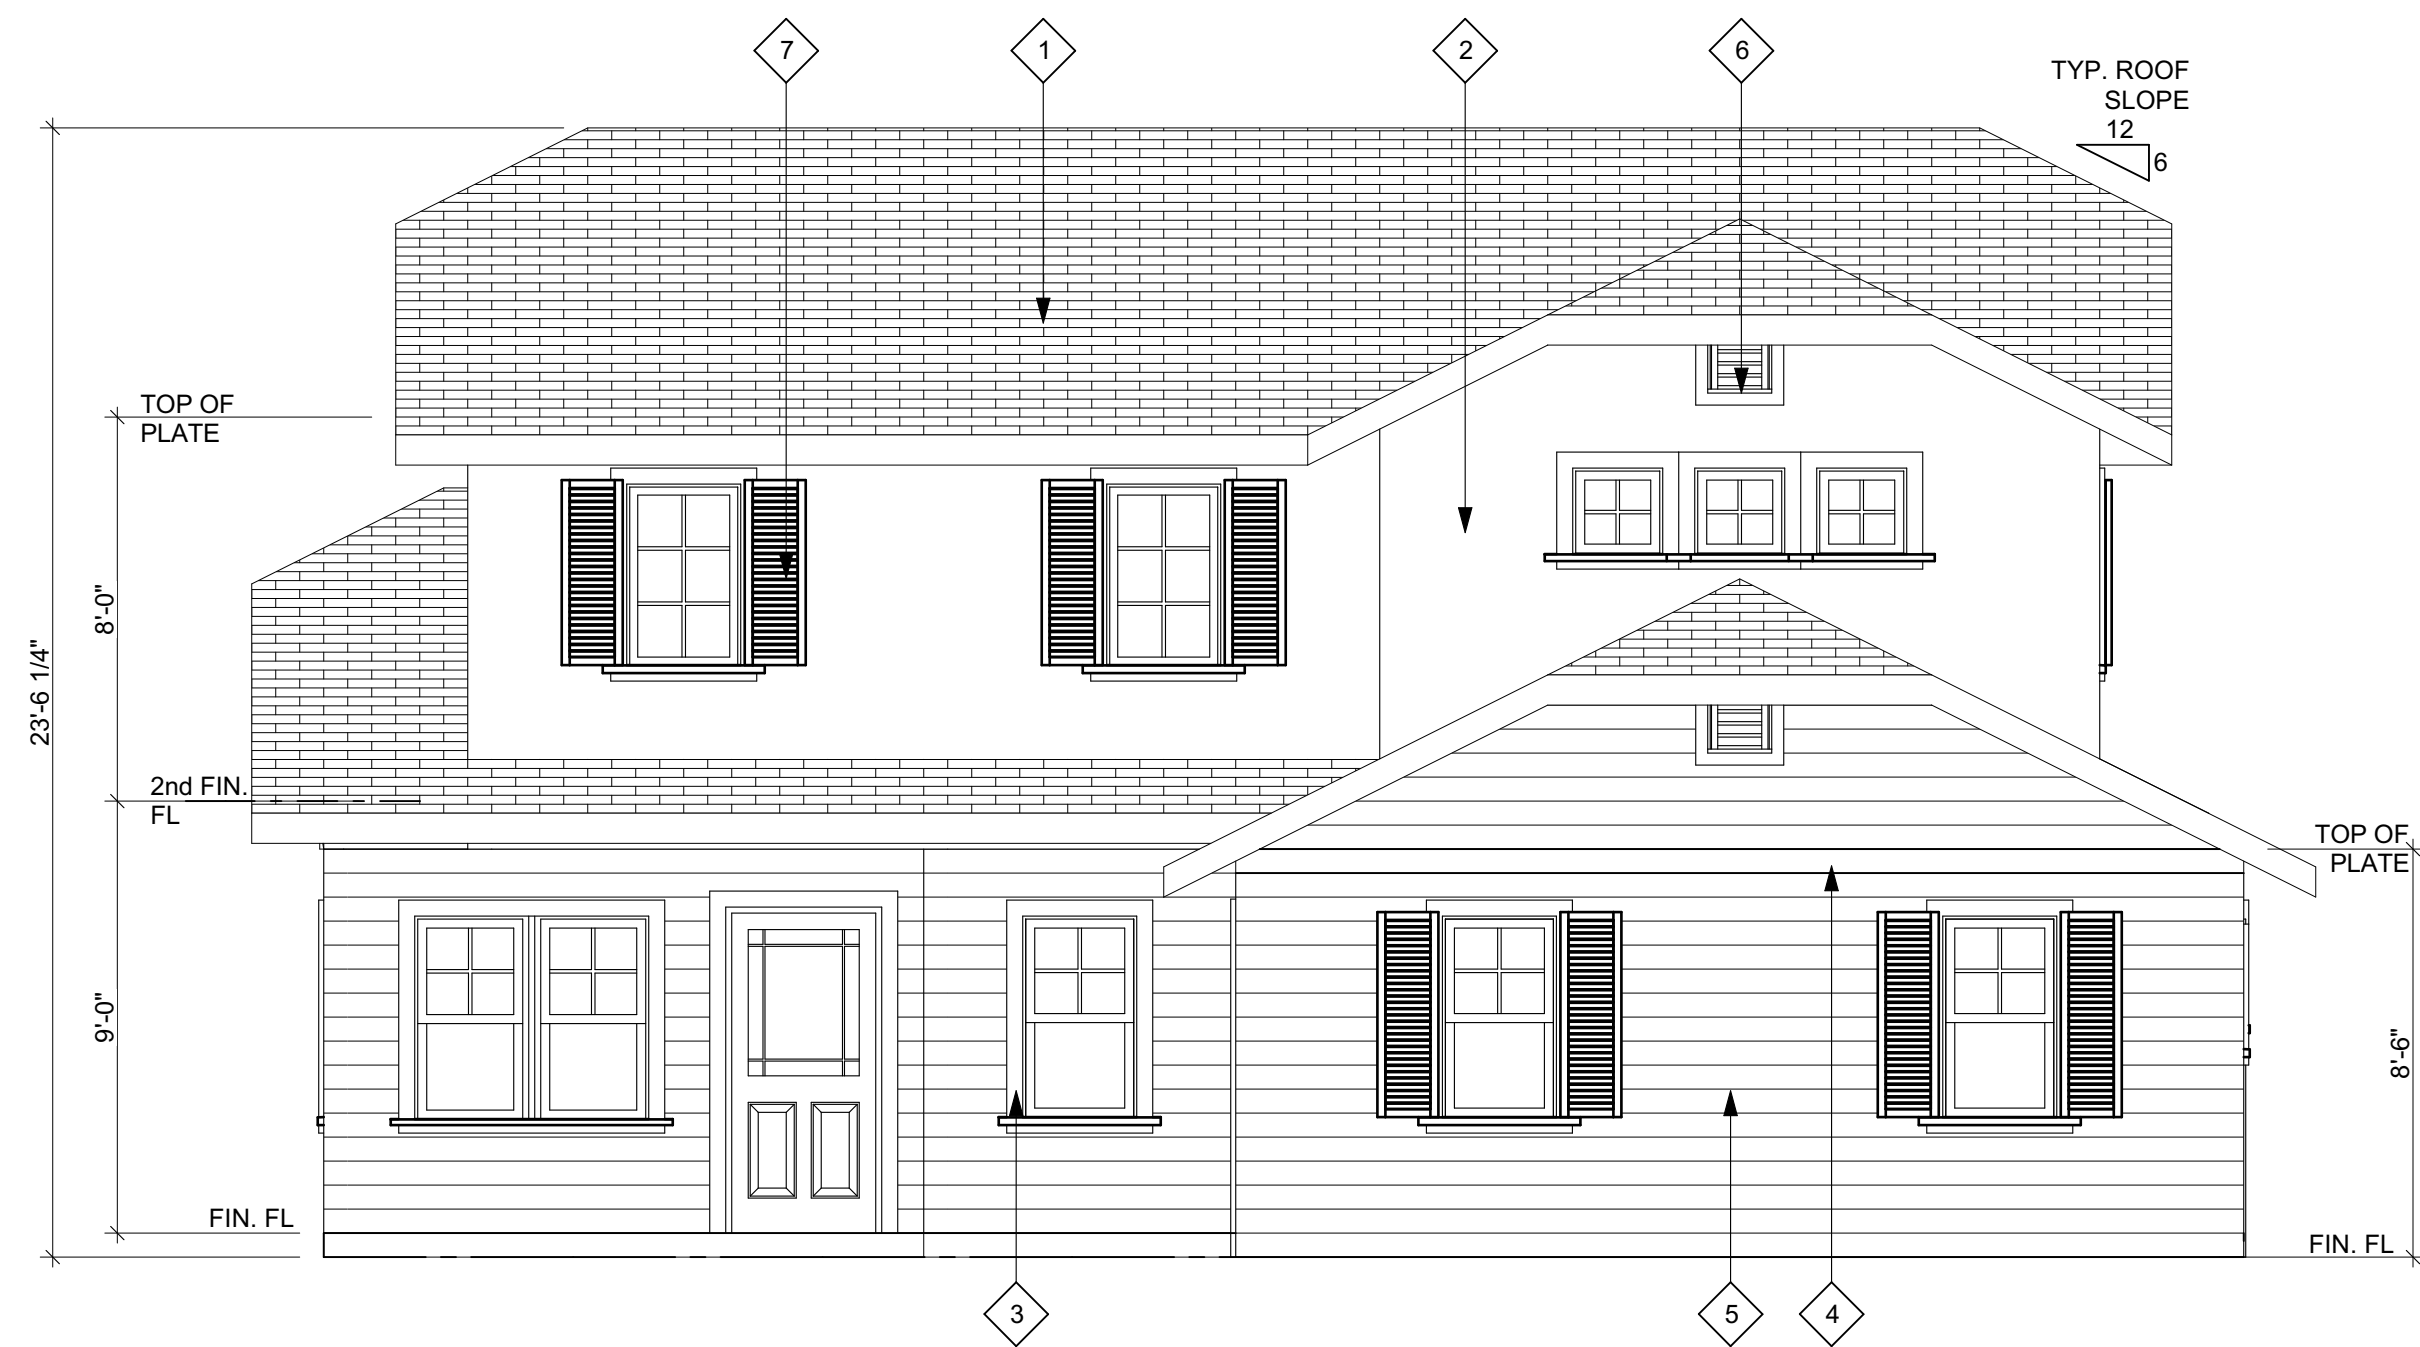 7
1
2
6
TYP. ROOF
SLOPE
12
6
TOP OF
PLATE
8'-0"
23'-6 1/4"
2nd FIN.
FL
TOP OF
PLATE
9'-0"
8'-6"
FIN. FL
FIN. FL
3
5
4